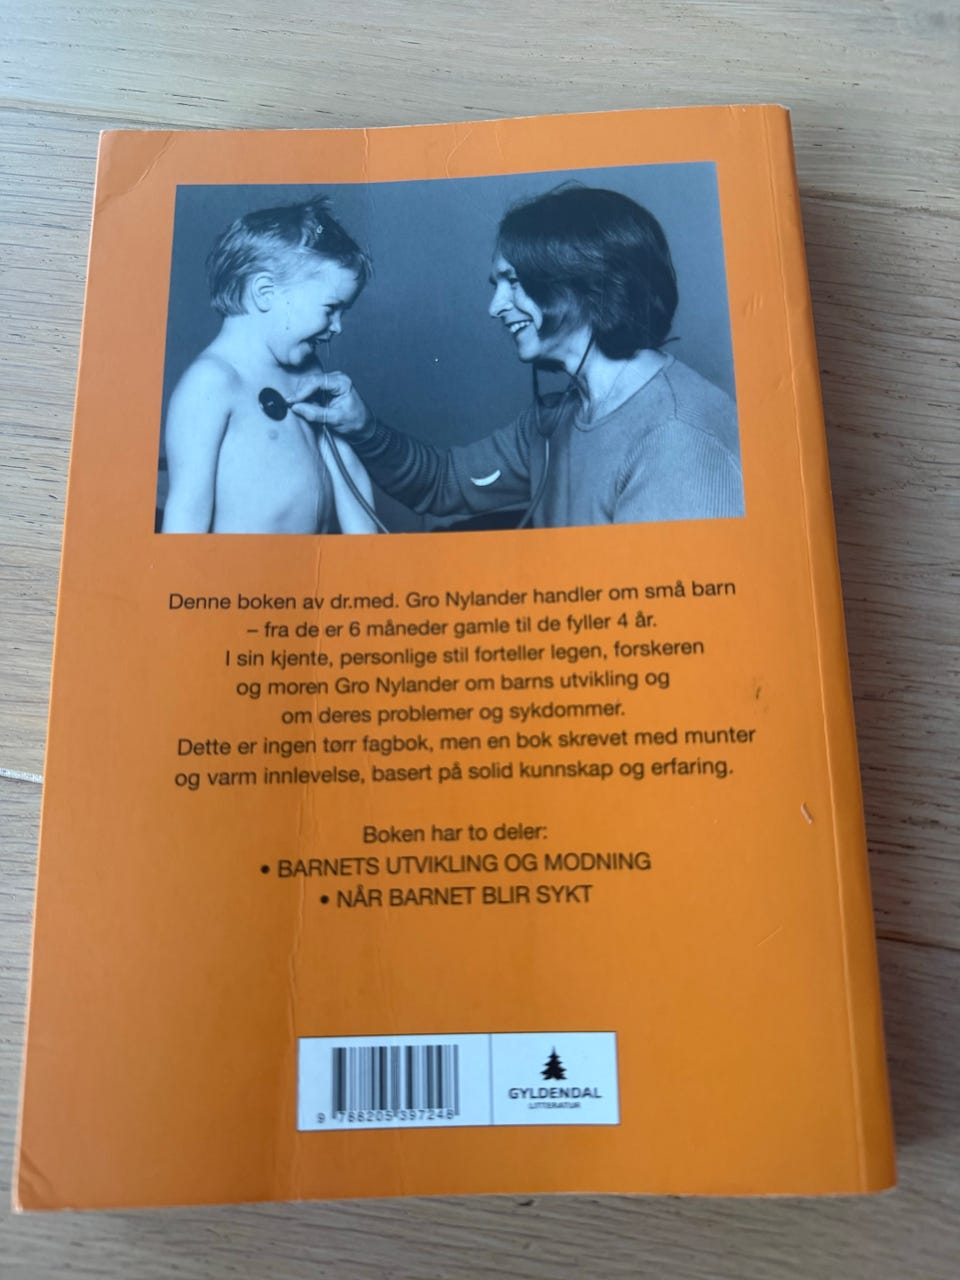 Denne boken av dr.med. Gro Nylander handler om små barn
– fra de er 6 måneder gamle til de fyller 4 år.
I sin kjente, personlige stil forteller legen, forskeren
og moren Gro Nylander om barns utvikling og
om deres problemer og sykdommer.
Dette er ingen tørr fagbok, men en bok skrevet med munter
og varm innlevelse, basert på solid kunnskap og erfaring.
Boken har to deler:
• BARNETS UTVIKLING OG MODNING
• NÅR BARNET BLIR SYKT
9 788205 397248
GYLDENDAL
LITTERATUR